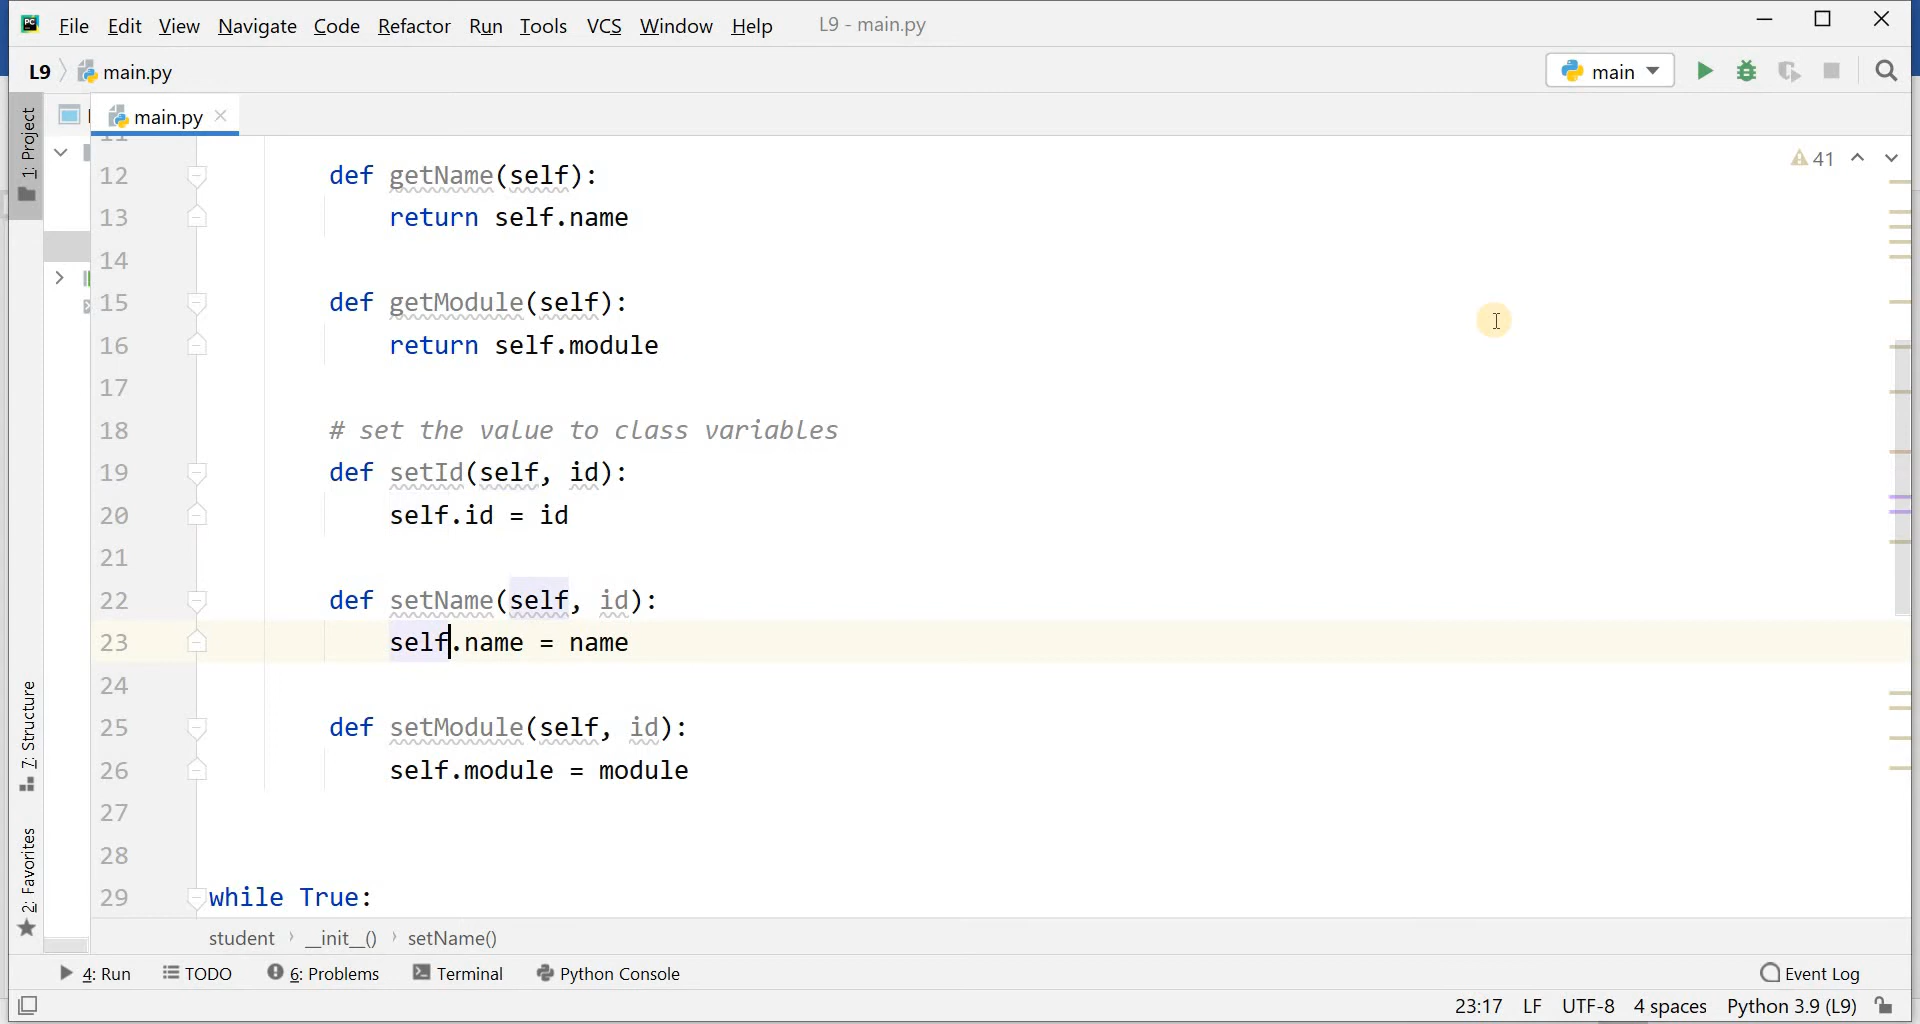 File Edit View Navigate Code Refactor Run Tools VCS Window Help L9 - main.py
L9 main.py main
1: Project
main.py
41
12 def getName(self):
13 return self.name
14
15 def getModule(self):
16 return self.module
17
18 # set the value to class variables
19 def setId(self, id):
20 self.id = id
21
22 def setName(self, id):
23 self.name = name
24
25 def setModule(self, id):
26 self.module = module
27
28
29 while True:
7: Structure
2: Favorites
student __init__() setName()
4: Run TODO 6: Problems Terminal Python Console Event Log
23:17 LF UTF-8 4 spaces Python 3.9 (L9)